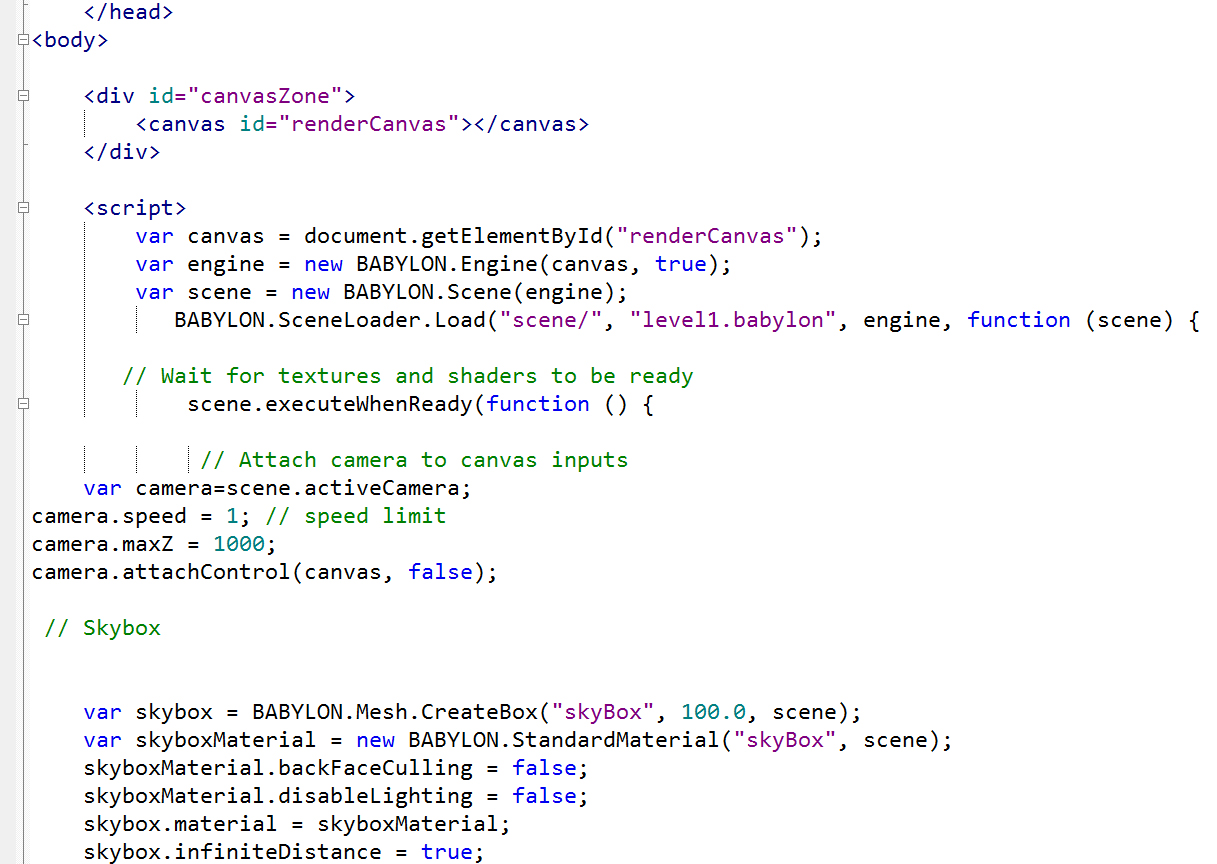 </head>
<body>
<div id="canvasZone">
<canvas id="renderCanvas"></canvas>
</div>
<script>
var canvas = document.getElementById("renderCanvas");
var engine = new BABYLON.Engine(canvas, true);
var scene = new BABYLON.Scene(engine);
BABYLON.SceneLoader.Load("scene/", "level1.babylon", engine, function (scene) {
// Wait for textures and shaders to be ready
scene.executeWhenReady(function () {
// Attach camera to canvas inputs
var camera=scene.activeCamera;
camera.speed = 1; // speed limit
camera.maxZ = 1000;
camera.attachControl(canvas, false);
// Skybox
var skybox = BABYLON.Mesh.CreateBox("skyBox", 100.0, scene);
var skyboxMaterial = new BABYLON.StandardMaterial("skyBox", scene);
skyboxMaterial.backFaceCulling = false;
skyboxMaterial.disableLighting = false;
skybox.material = skyboxMaterial;
skybox.infiniteDistance = true;